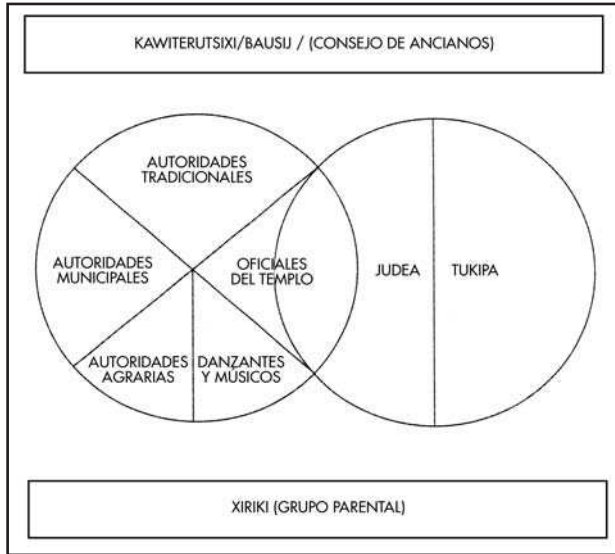 KAWITERUTSIXI/BAUSIJ / (CONSEJO DE ANCIANOS)
AUTORIDADES
TRADICIONALES
AUTORIDADES
MUNICIPALES
OFICIALES
DEL TEMPLO
JUDEA
TUKIPA
AUTORIDADES
AGRARIAS
DANZANTES
Y MÚSICOS
XIRIKI (GRUPO PARENTAL)